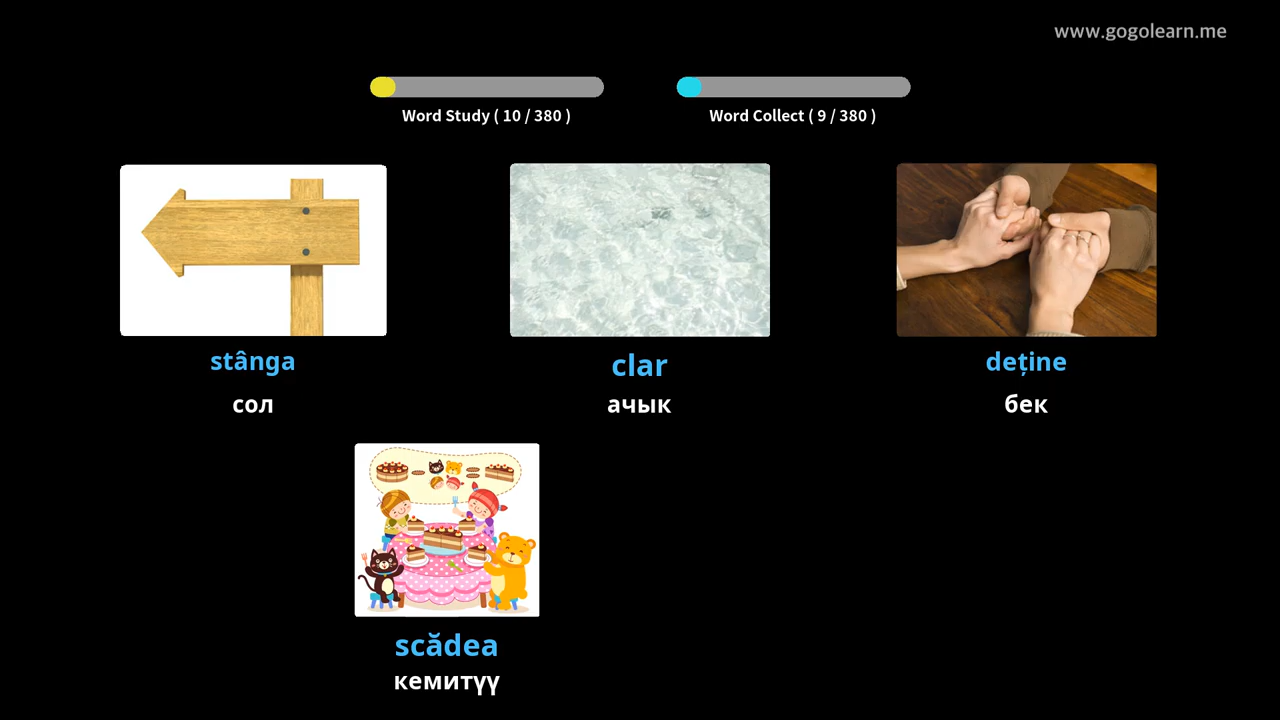 www.gogolearn.me
Word Study ( 10 / 380 )
Word Collect ( 9 / 380 )
stânga
сол
clar
ачык
deține
бек
scădea
кемитүү